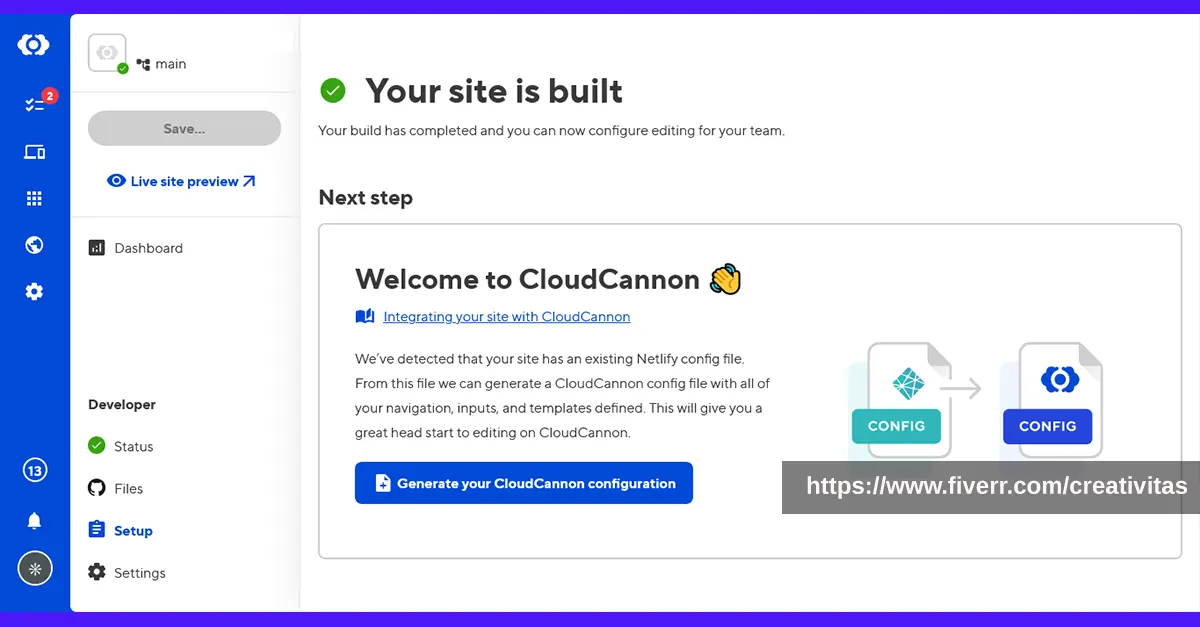 main
2
Save...
Live site preview
Dashboard
Developer
Status
Files
Setup
Settings
13
Your site is built
Your build has completed and you can now configure editing for your team.
Next step
Welcome to CloudCannon 👋
Integrating your site with CloudCannon
We’ve detected that your site has an existing Netlify config file.
From this file we can generate a CloudCannon config file with all of
your navigation, inputs, and templates defined. This will give you a
great head start to editing on CloudCannon.
Generate your CloudCannon configuration
CONFIG
CONFIG
https://www.fiverr.com/creativitas